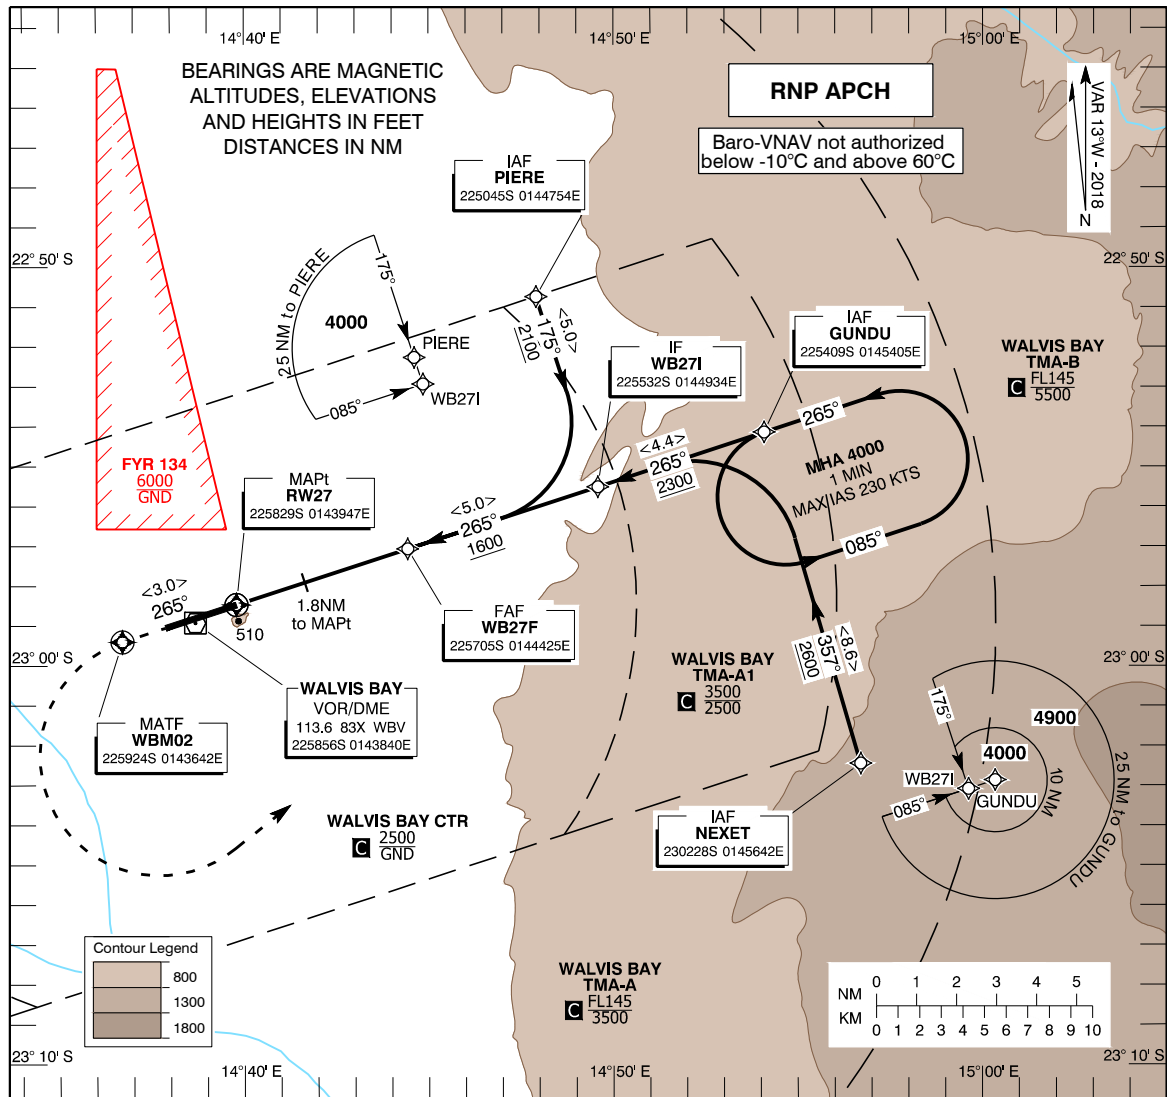 14°40' E
14°50' E
15°00' E
BEARINGS ARE MAGNETIC
ALTITUDES, ELEVATIONS
AND HEIGHTS IN FEET
DISTANCES IN NM
RNP APCH
Baro-VNAV not authorized
below -10°C and above 60°C
VAR 13°W - 2018
N
IAF
PIERE
225045S 0144754E
22° 50' S
22° 50' S
25 NM to PIERE
175°
4000
PIERE
085°
WB27I
<5.0>
175°
2100
IF
WB27I
225532S 0144934E
IAF
GUNDU
225409S 0145405E
WALVIS BAY
TMA-B
C FL145
5500
FYR 134
6000
GND
MAPt
RW27
225829S 0143947E
<4.4>
265°
2300
265°
MHA 4000
1 MIN
MAX IAS 230 KTS
085°
<5.0>
265°
1600
<3.0>
265°
1.8NM
to MAPt
510
FAF
WB27F
225705S 0144425E
23° 00' S
23° 00' S
WALVIS BAY
TMA-A1
C 3500
2500
<8.6>
357°
2600
WALVIS BAY
VOR/DME
113.6 83X WBV
225856S 0143840E
MATF
WBM02
225924S 0143642E
175°
4900
4000
WB27I
GUNDU
085°
10 NM
25 NM to GUNDU
IAF
NEXET
230228S 0145642E
WALVIS BAY CTR
C 2500
GND
Contour Legend
800
1300
1800
WALVIS BAY
TMA-A
C FL145
3500
NM 0 1 2 3 4 5
KM 0 1 2 3 4 5 6 7 8 9 10
23° 10' S
23° 10' S
14°40' E
14°50' E
15°00' E